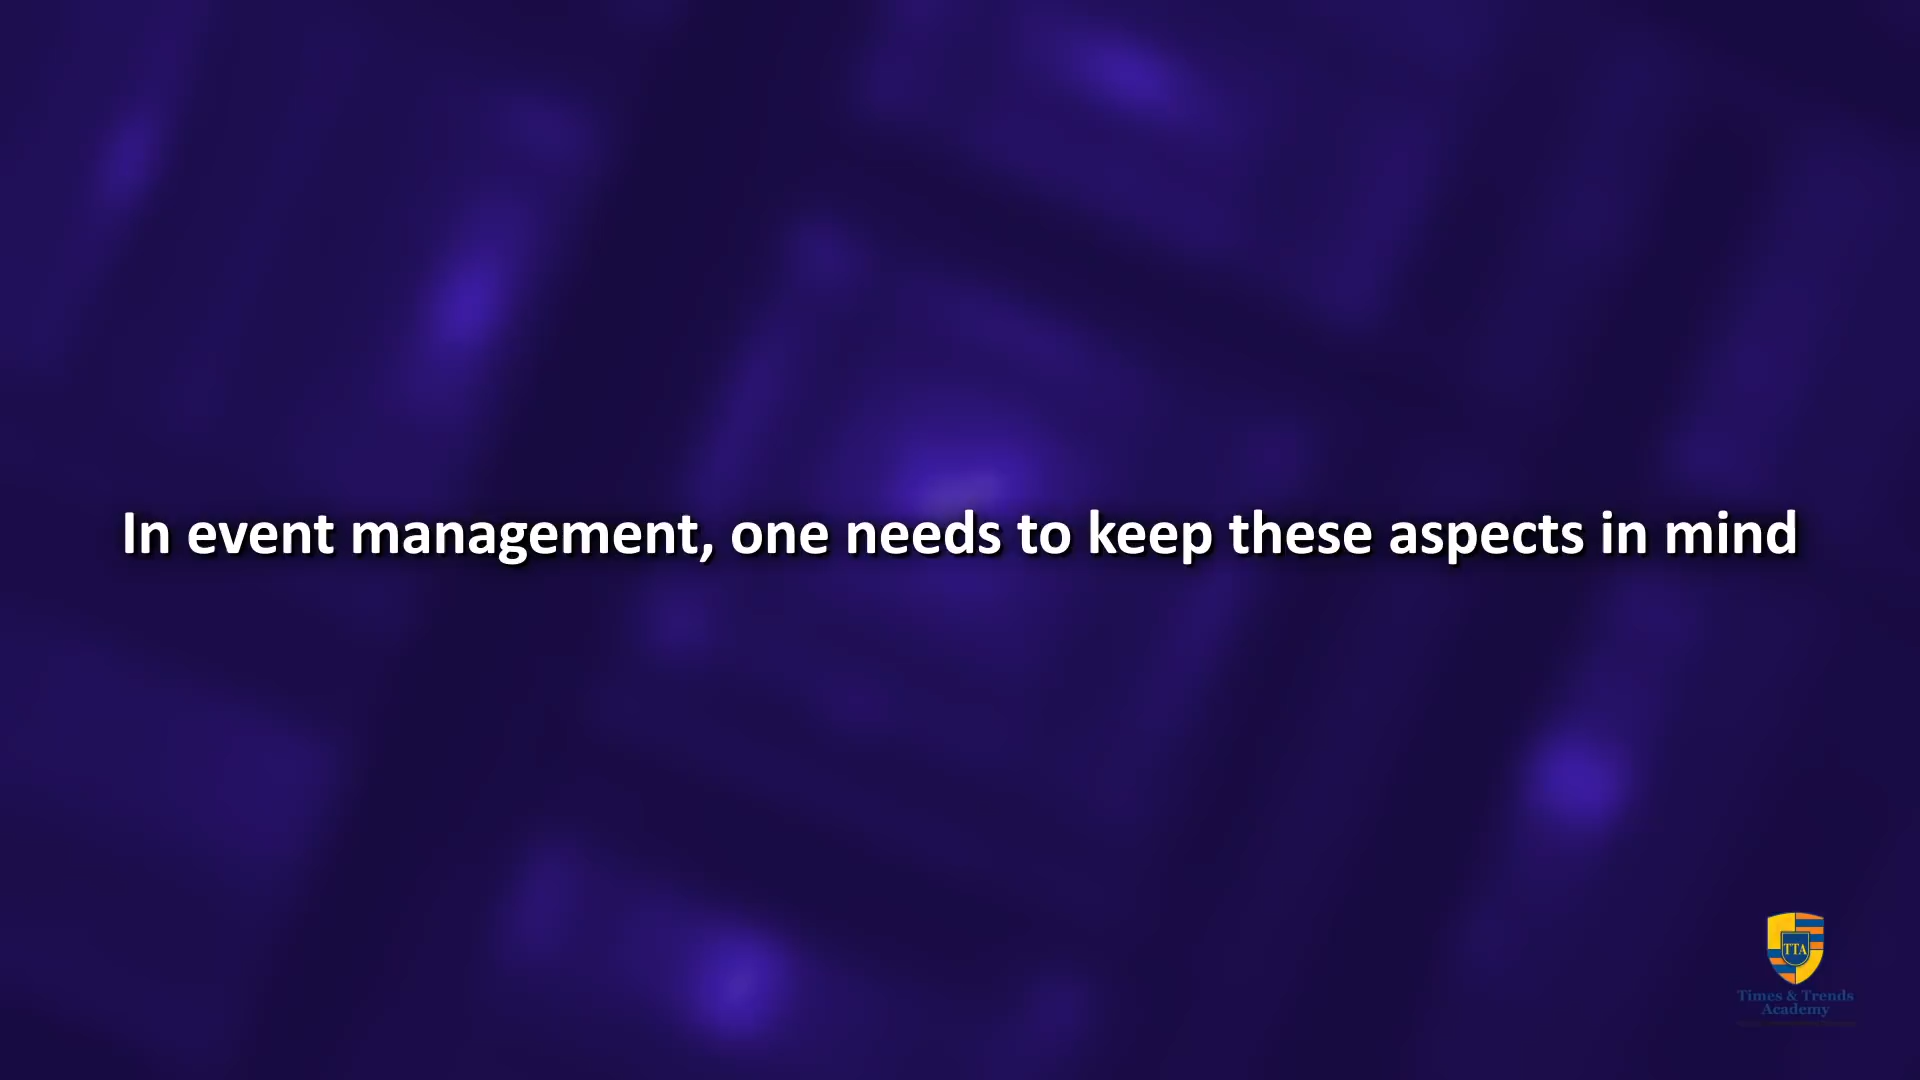 In event management, one needs to keep these aspects in mind
TTA
Times & Trends
Academy